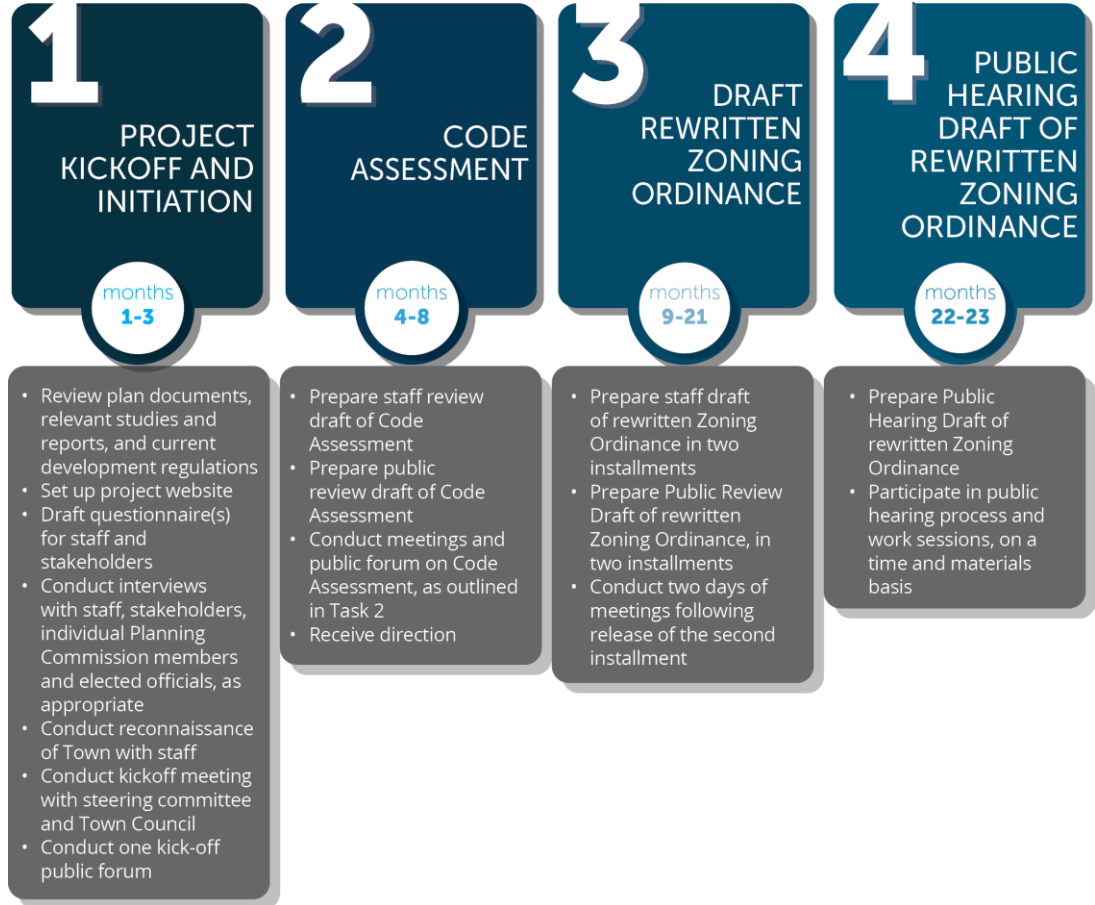 1
PROJECT
KICKOFF AND
INITIATION
months
1-3
• Review plan documents,
relevant studies and
reports, and current
development regulations
• Set up project website
• Draft questionnaire(s)
for staff and
stakeholders
• Conduct interviews
with staff, stakeholders,
individual Planning
Commission members
and elected officials, as
appropriate
• Conduct reconnaissance
of Town with staff
• Conduct kickoff meeting
with steering committee
and Town Council
• Conduct one kick-off
public forum
2
CODE
ASSESSMENT
months
4-8
• Prepare staff review
draft of Code
Assessment
• Prepare public
review draft of Code
Assessment
• Conduct meetings and
public forum on Code
Assessment, as outlined
in Task 2
• Receive direction
3
DRAFT
REWRITTEN
ZONING
ORDINANCE
months
9-21
• Prepare staff draft
of rewritten Zoning
Ordinance in two
installments
• Prepare Public Review
Draft of rewritten
Zoning Ordinance, in
two installments
• Conduct two days of
meetings following
release of the second
installment
4
PUBLIC
HEARING
DRAFT OF
REWRITTEN
ZONING
ORDINANCE
months
22-23
• Prepare Public
Hearing Draft of
rewritten Zoning
Ordinance
• Participate in public
hearing process and
work sessions, on a
time and materials
basis